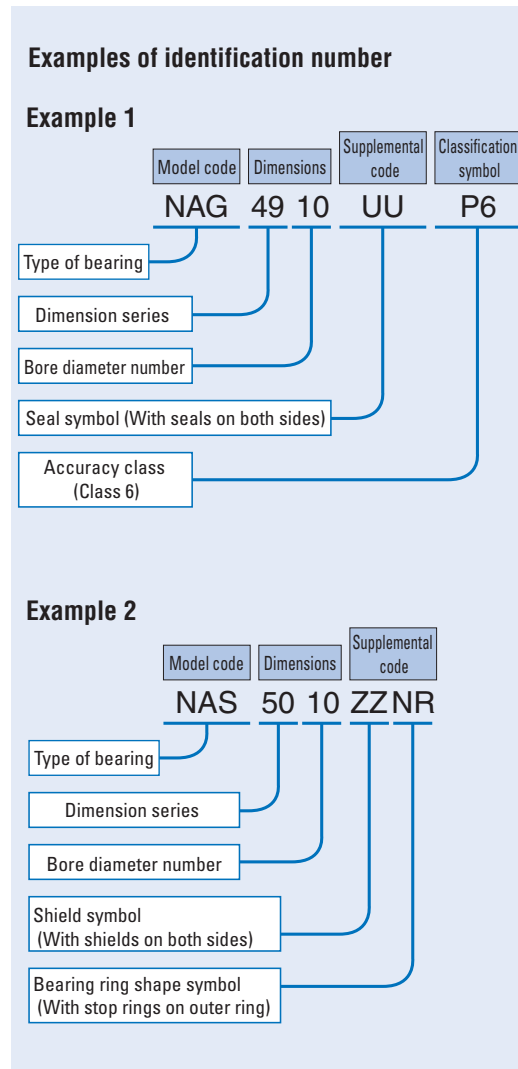 Examples of identification number
Example 1
Model code Dimensions Supplemental code Classification symbol
NAG 49 10 UU P6
Type of bearing
Dimension series
Bore diameter number
Seal symbol (With seals on both sides)
Accuracy class
(Class 6)
Example 2
Model code Dimensions Supplemental code
NAS 50 10 ZZ NR
Type of bearing
Dimension series
Bore diameter number
Shield symbol
(With shields on both sides)
Bearing ring shape symbol
(With stop rings on outer ring)